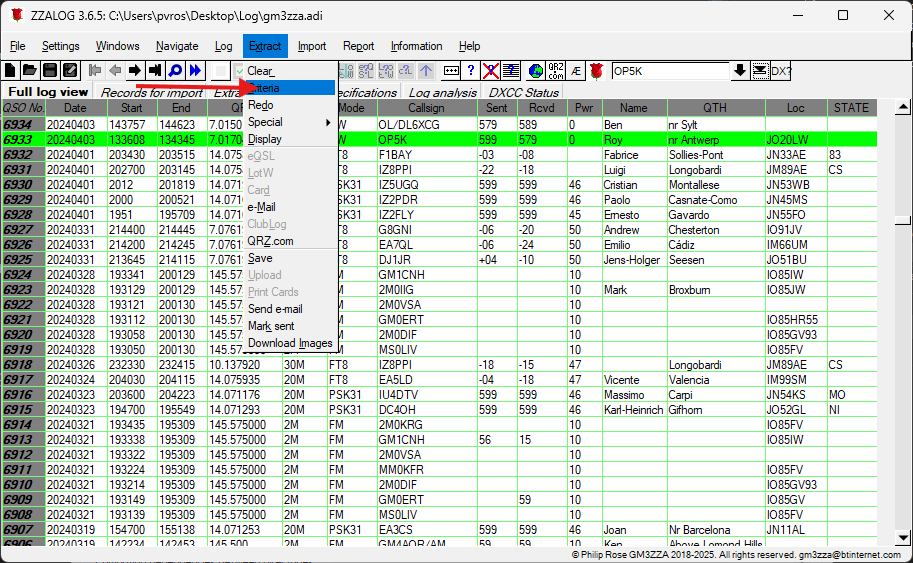 ZZALOG 3.6.5: C:\Users\pvros\Desktop\Log\gm3zza.adi
File Settings Windows Navigate Log Extract Import Report Information Help
QRZ COM Æ OP5K DX?
Full log view Records for import Extra ecifications Log analysis DXCC Status
Clear
Criteria
Redo
Special
Display
eQSL
LotW
Card
e-Mail
ClubLog
QRZ.com
Save
Upload
Print Cards
Send e-mail
Mark sent
Download Images
QSO No. Date Start End QR Mode Callsign Sent Rcvd Pwr Name QTH Loc STATE
6934 20240403 143757 144623 7.0150 W OL/DL6XCG 579 589 0 Ben nr Sylt
6933 20240403 133608 134345 7.0170 W OP5K 599 579 0 Roy nr Antwerp JO20LW
6932 20240401 203430 203515 14.075 T8 F1BAY -03 -08 Fabrice Sollies-Pont JN33AE 83
6931 20240401 203200 203315 14.075 T8 IZ8PPI -22 -18 Luigi Longobardi JM89AE CS
6930 20240401 2012 201819 14.071 PSK31 IZ5UGQ 599 599 46 Cristian Montallese JN53WB
6929 20240401 2000 200521 14.071 PSK31 IZ2PDR 599 599 46 Paolo Casnate-Como JN45MS
6928 20240401 1951 195709 14.071 PSK31 IZ2FLY 599 599 45 Ernesto Gavardo JN55FO
6927 20240331 214400 214445 7.0761 T8 G8GNI -06 -20 50 Andrew Chesterton IO91JV
6926 20240331 214200 214245 7.0761 T8 EA7QL -06 -24 50 Emilio Cádiz IM66UM
6925 20240331 213645 214115 7.0761 T8 DJ1JR +04 -10 50 Jens-Holger Seesen JO51BU
6924 20240328 193341 200129 145.57 M GM1CNH 10 IO85IW
6923 20240328 193129 200130 145.57 M 2M0IIG 10 Mark Broxburn IO85JW
6922 20240328 193121 200130 145.57 M 2M0VSA 10
6921 20240328 193112 200130 145.57 M GM0ERT 10 IO85HR55
6920 20240328 193058 200130 145.57 M 2M0DIF 10 IO85GV93
6919 20240328 193050 200130 145.57 M MS0LIV 10 IO85FV
6918 20240326 232330 232415 10.137920 30M FT8 IZ8PPI -18 -15 47 Longobardi JM89AE CS
6917 20240324 204030 204115 14.075935 20M FT8 EA5LD -04 -18 47 Vicente Valencia IM99SM
6916 20240323 203600 204223 14.071176 20M PSK31 IU4DTV 599 599 46 Massimo Carpi JN54KS MO
6915 20240323 194700 195549 14.071293 20M PSK31 DC4OH 599 599 46 Karl-Heinrich Gifhorn JO52GL NI
6914 20240321 193435 195309 145.575000 2M FM 2M0KRG 10 IO85FV
6913 20240321 193338 195309 145.575000 2M FM GM1CNH 56 15 10 IO85IW
6912 20240321 193322 195309 145.575000 2M FM 2M0VSA 10
6911 20240321 193224 195309 145.575000 2M FM MM0KFR 10 IO85FV
6910 20240321 193214 195309 145.575000 2M FM 2M0DIF 10 IO85GV93
6909 20240321 193149 195309 145.575000 2M FM GM0ERT 59 10 IO85GV
6908 20240321 193139 195309 145.575000 2M FM MS0LIV 10 IO85FV
6907 20240319 154700 155138 14.071253 20M PSK31 EA3CS 599 599 46 Joan Nr Barcelona JN11AL
6906 20240319 142234 142453 145.500 2M FM GM4AOR/AM 59 59 10 Ken Above Lomond Hills
© Philip Rose GM3ZZA 2018-2025. All rights reserved. gm3zza@btinternet.com